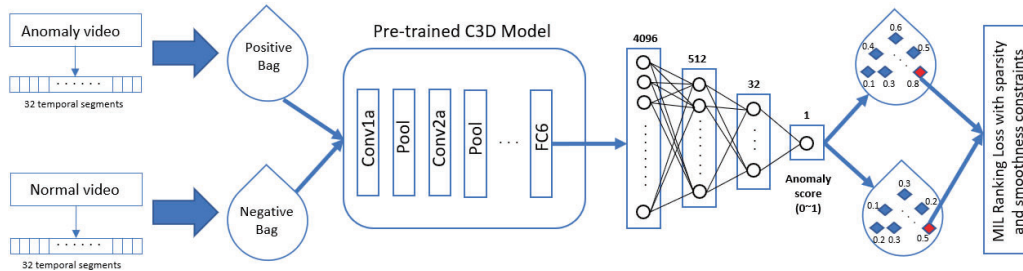 Anomaly video
32 temporal segments
Positive
Bag
Normal video
32 temporal segments
Negative
Bag
Pre-trained C3D Model
Conv1a
Pool
Conv2a
Pool
FC6
4096
512
32
1
Anomaly
score
(0~1)
0.6
0.4
0.5
0.1
0.3
0.8
0.3
0.1
0.2
0.2
0.3
0.5
MIL Ranking Loss with sparsity
and smoothness constraints